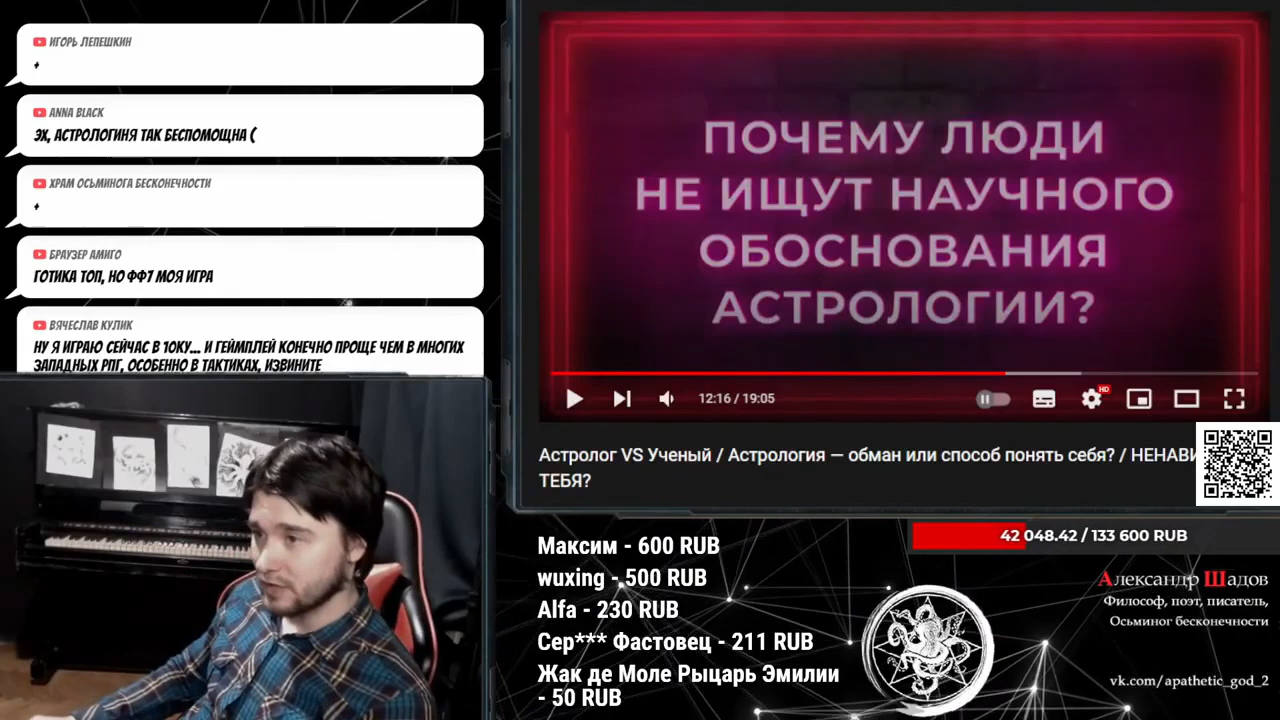 ИГОРЬ ЛЕПЕШКИН
+
ANNA BLACK
ЭХ, АСТРОЛОГИНЯ ТАК БЕСПОМОЩНА (
ХРАМ ОСЬМИНОГА БЕСКОНЕЧНОСТИ
+
БРАУЗЕР АМИГО
ГОТИКА ТОП, НО ФФ7 МОЯ ИГРА
ВЯЧЕСЛАВ КУЛИК
НУ Я ИГРАЮ СЕЙЧАС В 10КУ... И ГЕЙМПЛЕЙ КОНЕЧНО ПРОЩЕ ЧЕМ В МНОГИХ
ЗАПАДНЫХ РПГ, ОСОБЕННО В ТАКТИКАХ, ИЗВИНИТЕ
ПОЧЕМУ ЛЮДИ
НЕ ИЩУТ НАУЧНОГО
ОБОСНОВАНИЯ
АСТРОЛОГИИ?
12:16 / 19:05
HD
Астролог VS Ученый / Астрология — обман или способ понять себя? / НЕНАВИ
ТЕБЯ?
42 048.42 / 133 600 RUB
Максим - 600 RUB
wuxing - 500 RUB
Alfa - 230 RUB
Сер*** Фастовец - 211 RUB
Жак де Моле Рыцарь Эмилии
- 50 RUB
Александр Шадов
Философ, поэт, писатель,
Осьминог бесконечности
vk.com/apathetic_god_2